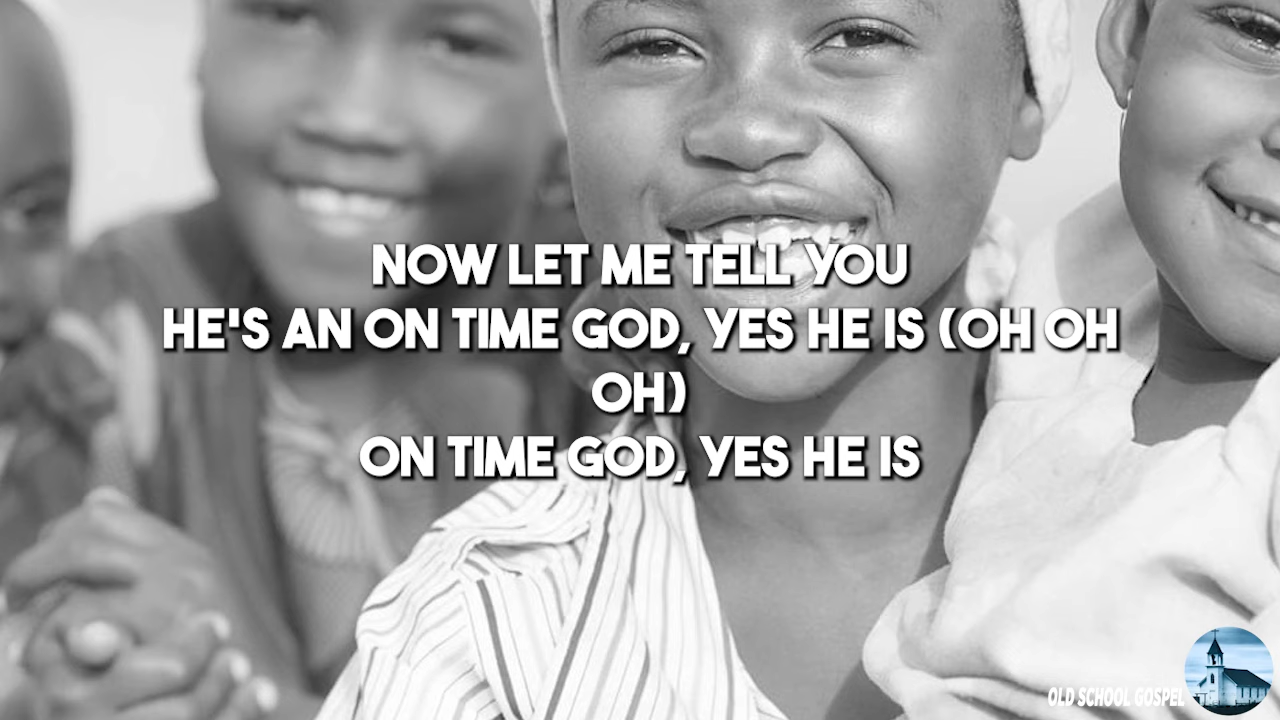 NOW LET ME TELL YOU
HE'S AN ON TIME GOD, YES HE IS (OH OH
OH)
ON TIME GOD, YES HE IS
OLD SCHOOL GOSPEL